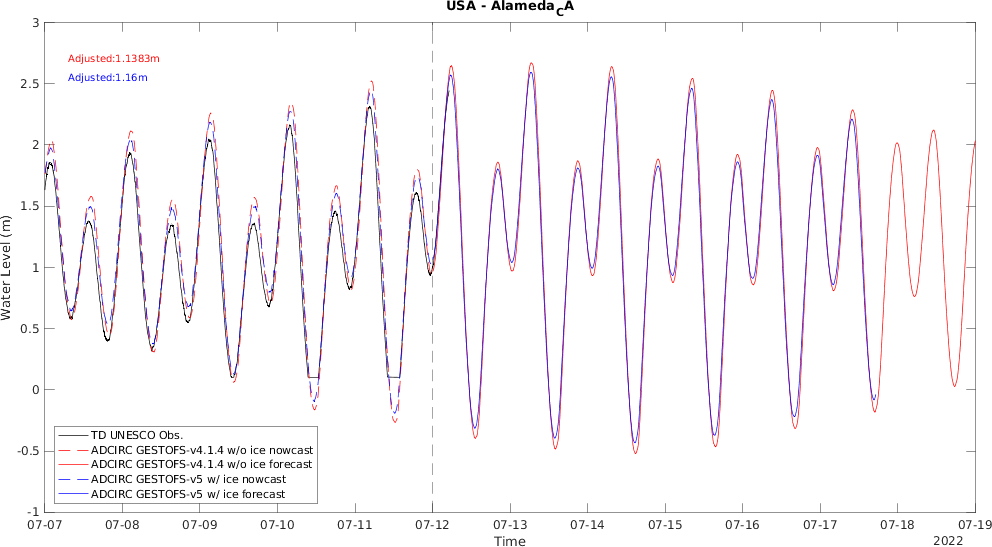 USA - Alameda_CA
Adjusted:1.1383m
Adjusted:1.16m
Water Level (m)
3
2.5
2
1.5
1
0.5
0
-0.5
-1
TD UNESCO Obs.
ADCIRC GESTOFS-v4.1.4 w/o ice nowcast
ADCIRC GESTOFS-v4.1.4 w/o ice forecast
ADCIRC GESTOFS-v5 w/ ice nowcast
ADCIRC GESTOFS-v5 w/ ice forecast
07-07 07-08 07-09 07-10 07-11 07-12 07-13 07-14 07-15 07-16 07-17 07-18 07-19
Time
2022